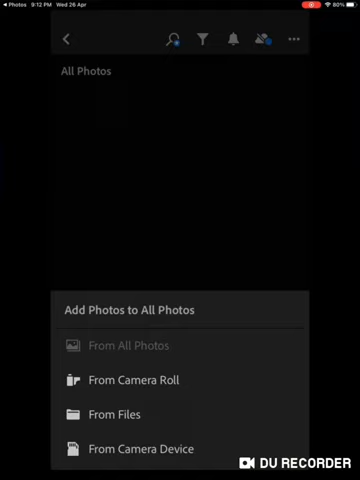 Photos 9:12 PM Wed 26 Apr 80%
All Photos
Add Photos to All Photos
From All Photos
From Camera Roll
From Files
From Camera Device
DU RECORDER